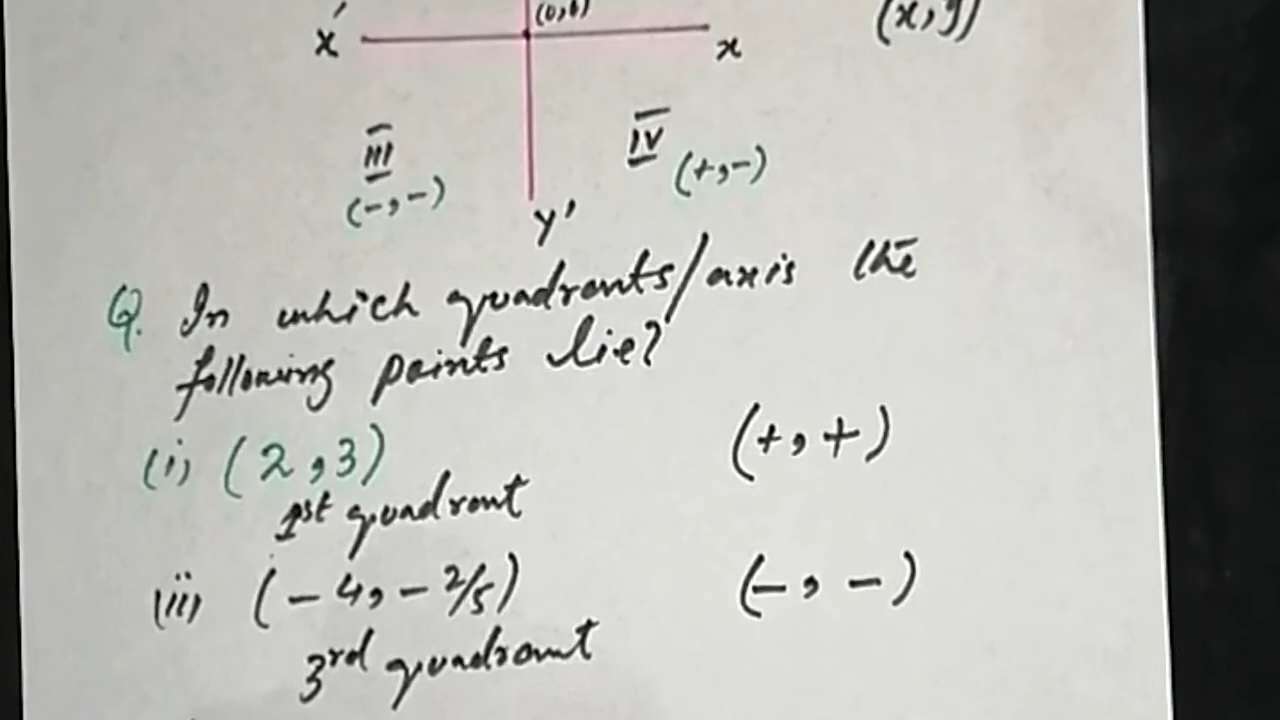 (0,0)
(x,y)
X'
x
III
IV
(-,-)
(+,-)
Y'
Q. In which quadrants/axis the
following points lie?
(i) (2,3) (+,+)
1st quadrant
(ii) (-4,-2/5) (-,-)
3rd quadrant